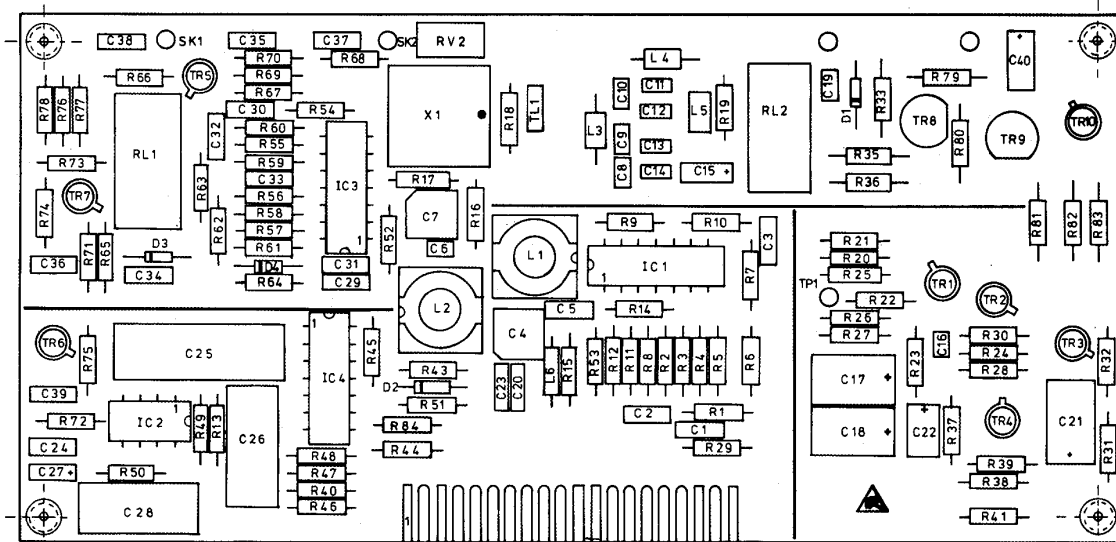 C38 SK1 C35 C37 SK2 RV2
R70 R68 L4 C40
R66 TR5 R69 C19 R79
R67 C10 C11
R78 R76 R77 C30 R54 X1 R18 TL1 C12 L5 R19 RL2 D1 R33 TR8 TR10
C32 R60 L3 C9 R80 TR9
RL1 R55 C13
R73 R59 IC3 C8 C14 C15 R35
TR7 R63 C33 R17 R36
R74 R56 C7 R16
R62 R58 R52 R9 R10 C3 R81 R82 R83
R71 R65 D3 R57 C6 R21
C36 R61 L1 IC1 R7 R20
C34 D4 C31 1 R25 TR1
R64 C29 TP1 R22 TR2
1 L2 C5 R14 R26
TR6 R75 C25 R45 C4 R27 C16 R30 TR3
IC4 L6 R15 R53 R12 R11 R8 R2 R3 R4 R5 R6 R23 R24 R32
R43 C23 C20 C17 R28
C39 D2
R51
R72 IC2 1 R49 R13 C26 C2 R1 C18 C22 R37 TR4 C21
R84 C1
C24 R44 R29
R48 R31
C27 R50 R47 R39
R40 R38
C28 R46 1 R41